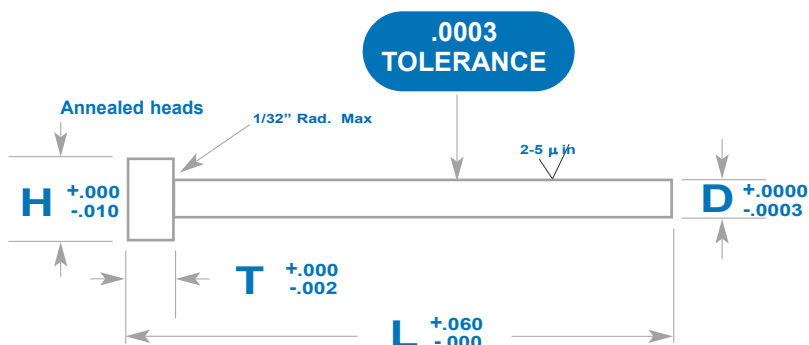 .0003
TOLERANCE
Annealed heads
1/32” Rad. Max
2-5 µ in
H +.000
-.010
D +.0000
-.0003
T +.000
-.002
L +.060
-.000